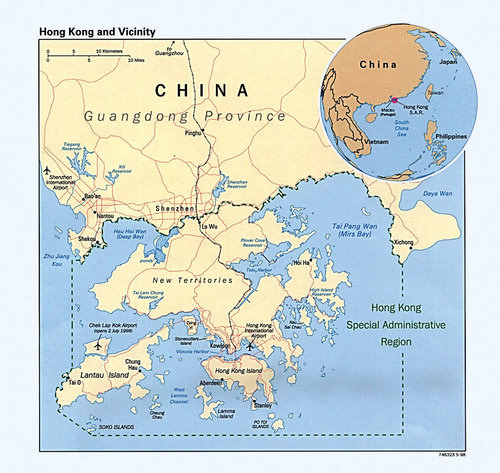 Hong Kong and Vicinity
0 5 10 Kilometers
0 5 10 Miles
to
Guangzhou
CHINA
Guangdong Province
Pinghu
Tiegang
Reservoir
Xili
Reservoir
Shenzhen
International
Airport
Bao'an
Nantou
Shekou
Shenzhen
Shenzhen
Reservoir
Lo Wu
Hau Hoi Wan
(Deep Bay)
Zhu Jiang
Kou
ponds
New Territories
Plover Cove
Reservoir
Tolo Harbor
Tai Pang Wan
(Mirs Bay)
Daya Wan
Xichong
Hoi Ha
High Island
Reservoir
Tai Lam Chung
Reservoir
Chek Lap Kok Airport
(opens 2 July 1998)
Tsing
Stonecutters
Island
Kowloon
Victoria Harbor
Hong Kong
International
Airport
Sai Chau
Chung
Hau
Lantau Island
Tai O
Hong Kong Island
Aberdeen
Stanley
West
Lamma
Channel
Cheung
Chau
Lamma
Island
PO TOI
ISLANDS
SOKO ISLANDS
Hong Kong
Special Administrative
Region
China
Japan
Taiwan
Macau
(Portugal)
Hong Kong
S.A.R.
South
China
Sea
Vietnam
Philippines
746323 5-98